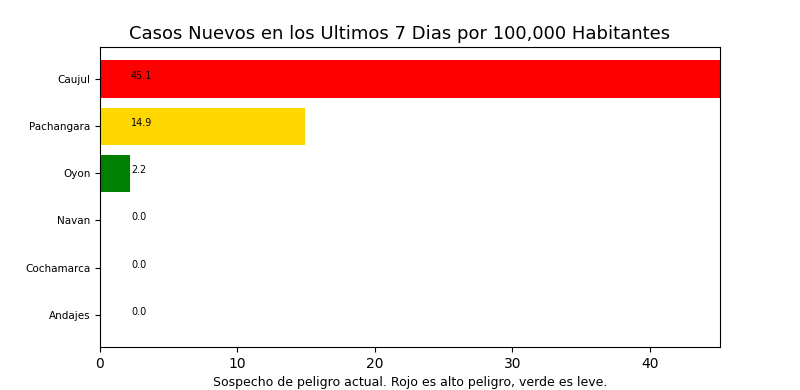 Casos Nuevos en los Ultimos 7 Dias por 100,000 Habitantes
Caujul 45.1
Pachangara 14.9
Oyon 2.2
Navan 0.0
Cochamarca 0.0
Andajes 0.0
0 10 20 30 40
Sospecho de peligro actual. Rojo es alto peligro, verde es leve.